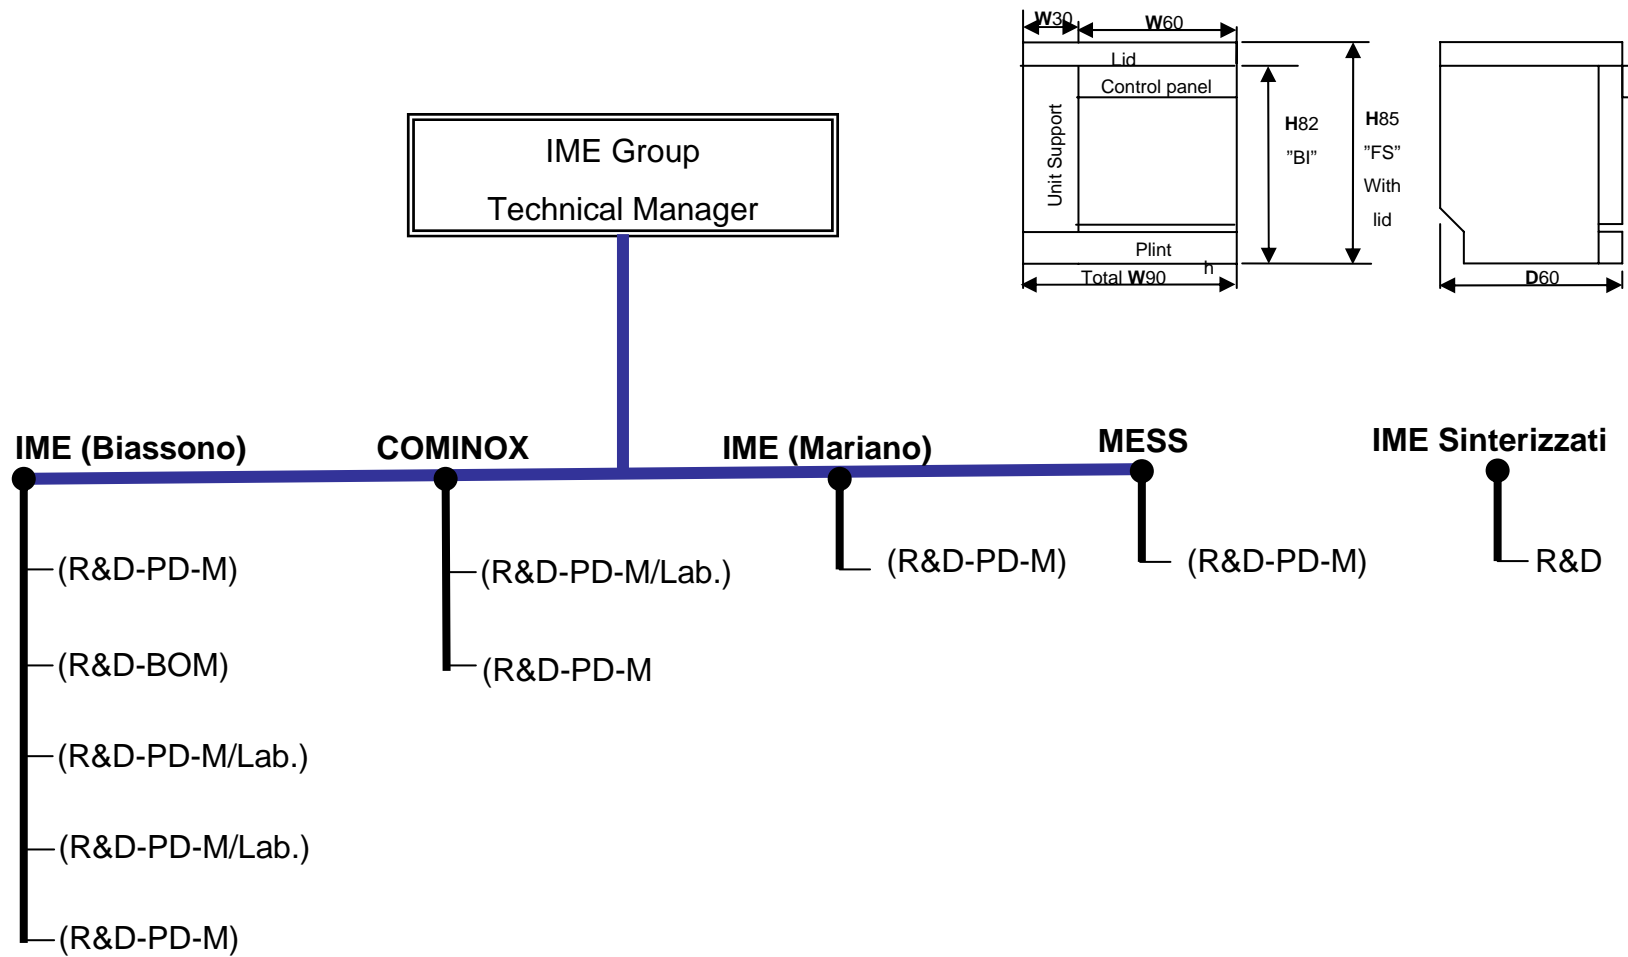 W30
W60
Lid
Control panel
Unit Support
H82
"BI"
H85
"FS"
With
lid
Plint
h
Total W90
D60
IME Group
Technical Manager
IME (Biassono)
COMINOX
IME (Mariano)
MESS
IME Sinterizzati
(R&D-PD-M)
(R&D-BOM)
(R&D-PD-M/Lab.)
(R&D-PD-M/Lab.)
(R&D-PD-M)
(R&D-PD-M/Lab.)
(R&D-PD-M
(R&D-PD-M)
(R&D-PD-M)
R&D